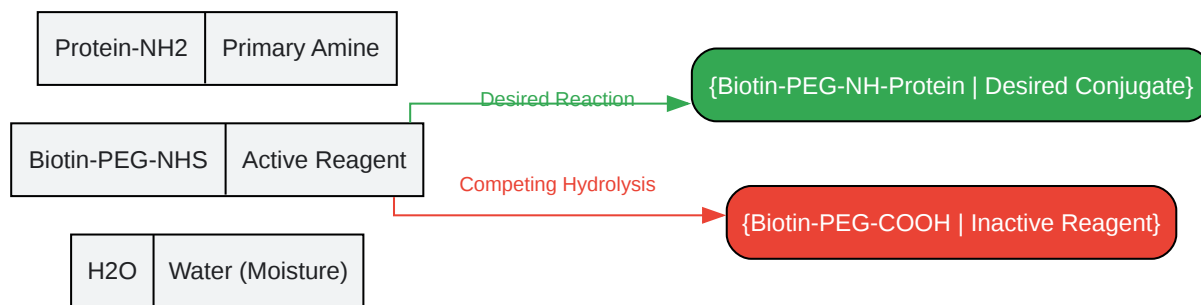 Protein-NH2 Primary Amine
Desired Reaction
{Biotin-PEG-NH-Protein | Desired Conjugate}
Biotin-PEG-NHS Active Reagent
Competing Hydrolysis
{Biotin-PEG-COOH | Inactive Reagent}
H2O Water (Moisture)